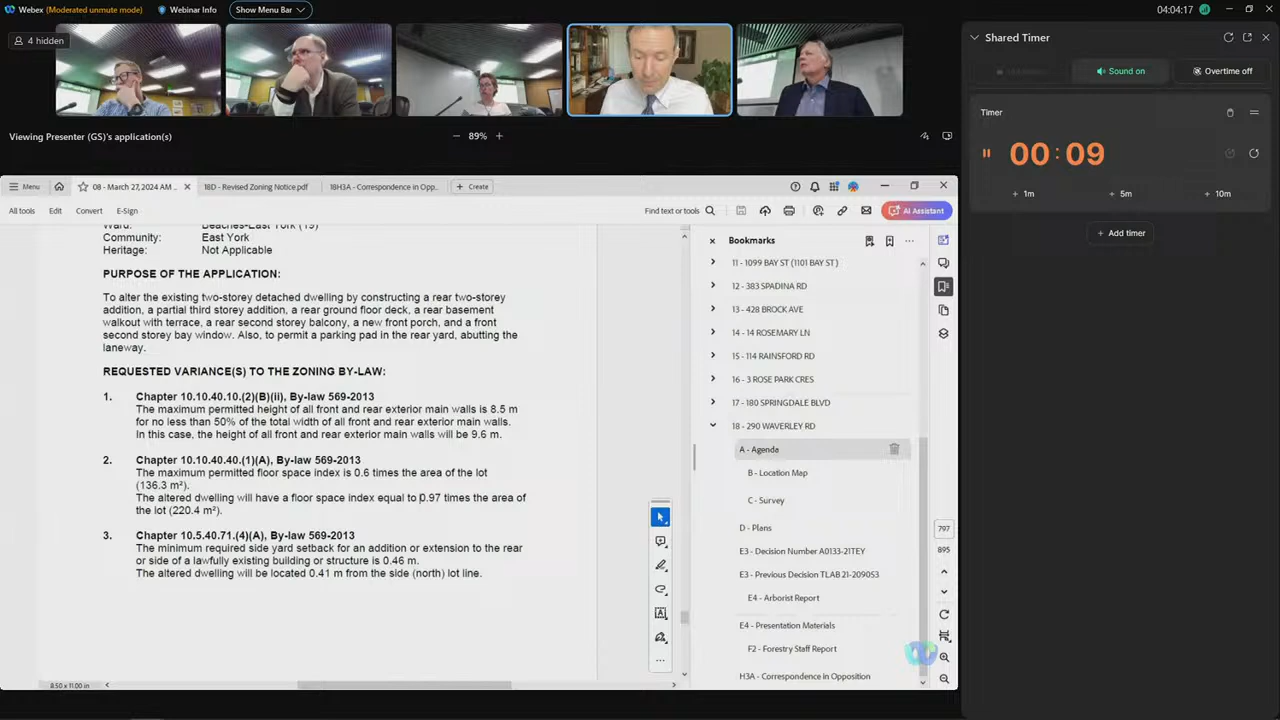 Webex (Moderated unmute mode) Webinar Info Show Menu Bar 04:04:17
4 hidden
Shared Timer
Sound on Overtime off
Timer
00:09
+ 1m + 5m + 10m
+ Add timer
Viewing Presenter (GS)'s application(s) − 89% +
Menu 08 - March 27,2024 AM ... 18D - Revised Zoning Notice.pdf 18H3A - Correspondence in Opp... + Create
All tools Edit Convert E-Sign Find text or tools AI Assistant
Ward: Beaches-East York (19)
Community: East York
Heritage: Not Applicable
PURPOSE OF THE APPLICATION:
To alter the existing two-storey detached dwelling by constructing a rear two-storey
addition, a partial third storey addition, a rear ground floor deck, a rear basement
walkout with terrace, a rear second storey balcony, a new front porch, and a front
second storey bay window. Also, to permit a parking pad in the rear yard, abutting the
laneway.
REQUESTED VARIANCE(S) TO THE ZONING BY-LAW:
1. Chapter 10.10.40.10.(2)(B)(ii), By-law 569-2013
The maximum permitted height of all front and rear exterior main walls is 8.5 m
for no less than 50% of the total width of all front and rear exterior main walls.
In this case, the height of all front and rear exterior main walls will be 9.6 m.
2. Chapter 10.10.40.40.(1)(A), By-law 569-2013
The maximum permitted floor space index is 0.6 times the area of the lot
(136.3 m²).
The altered dwelling will have a floor space index equal to 0.97 times the area of
the lot (220.4 m²).
3. Chapter 10.5.40.71.(4)(A), By-law 569-2013
The minimum required side yard setback for an addition or extension to the rear
or side of a lawfully existing building or structure is 0.46 m.
The altered dwelling will be located 0.41 m from the side (north) lot line.
8.50 x 11.00 in
Bookmarks
11 - 1099 BAY ST (1101 BAY ST)
12 - 383 SPADINA RD
13 - 428 BROCK AVE
14 - 14 ROSEMARY LN
15 - 114 RAINSFORD RD
16 - 3 ROSE PARK CRES
17 - 180 SPRINGDALE BLVD
18 - 290 WAVERLEY RD
A - Agenda
B - Location Map
C - Survey
D - Plans
E3 - Decision Number A0133-21TEY
E3 - Previous Decision TLAB 21-209053
E4 - Arborist Report
E4 - Presentation Materials
F2 - Forestry Staff Report
H3A - Correspondence in Opposition
797
895